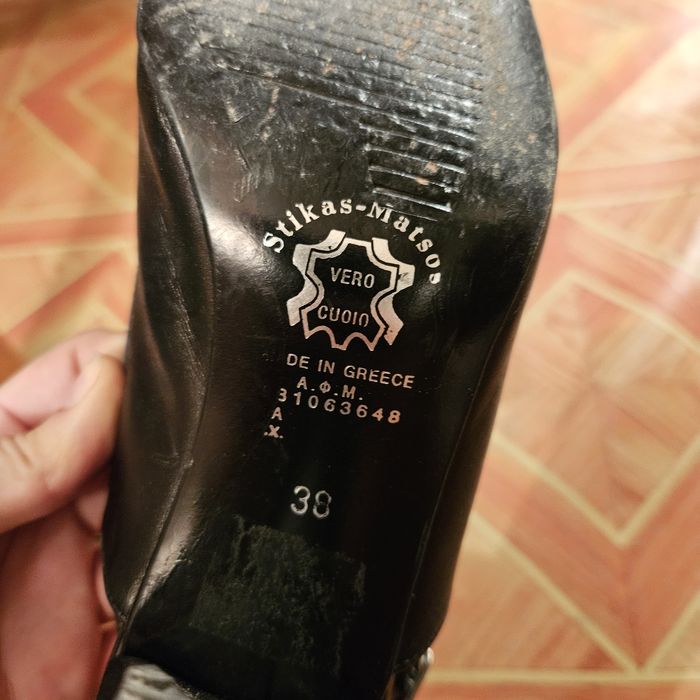 Stikas-Matsos
VERO
CUOIO
DE IN GREECE
Α.Φ.Μ.
31063648
A
.X.
38